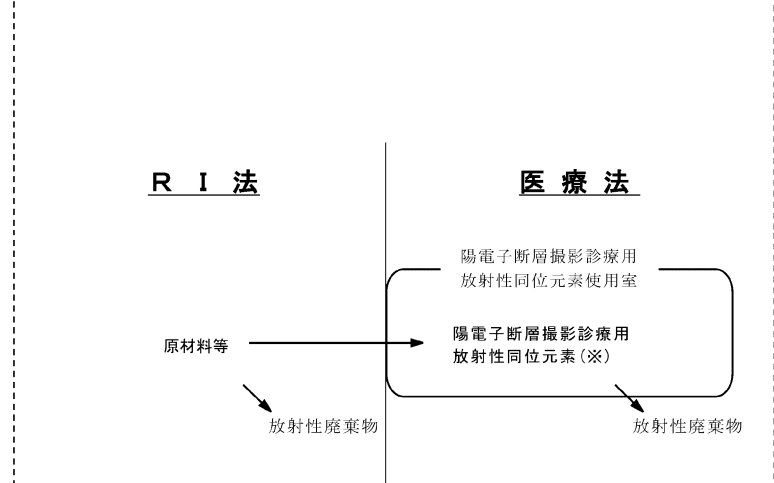 ＲＩ法
医療法
陽電子断層撮影診療用
放射性同位元素使用室
原材料等
陽電子断層撮影診療用
放射性同位元素(※)
放射性廃棄物
放射性廃棄物